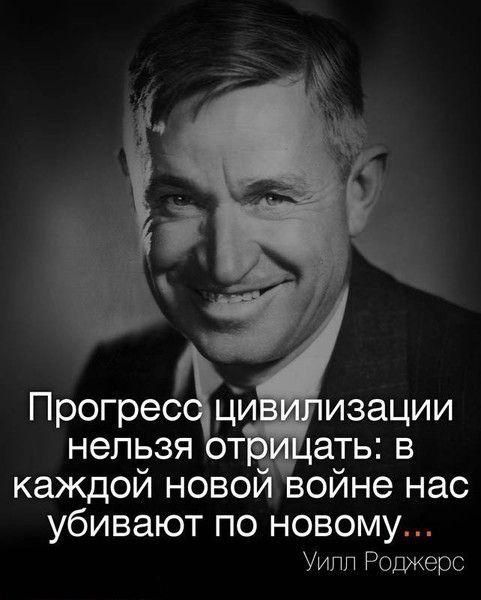 Прогресс цивилизации
нельзя отрицать: в
каждой новой войне нас
убивают по новому...
Уилл Роджерс